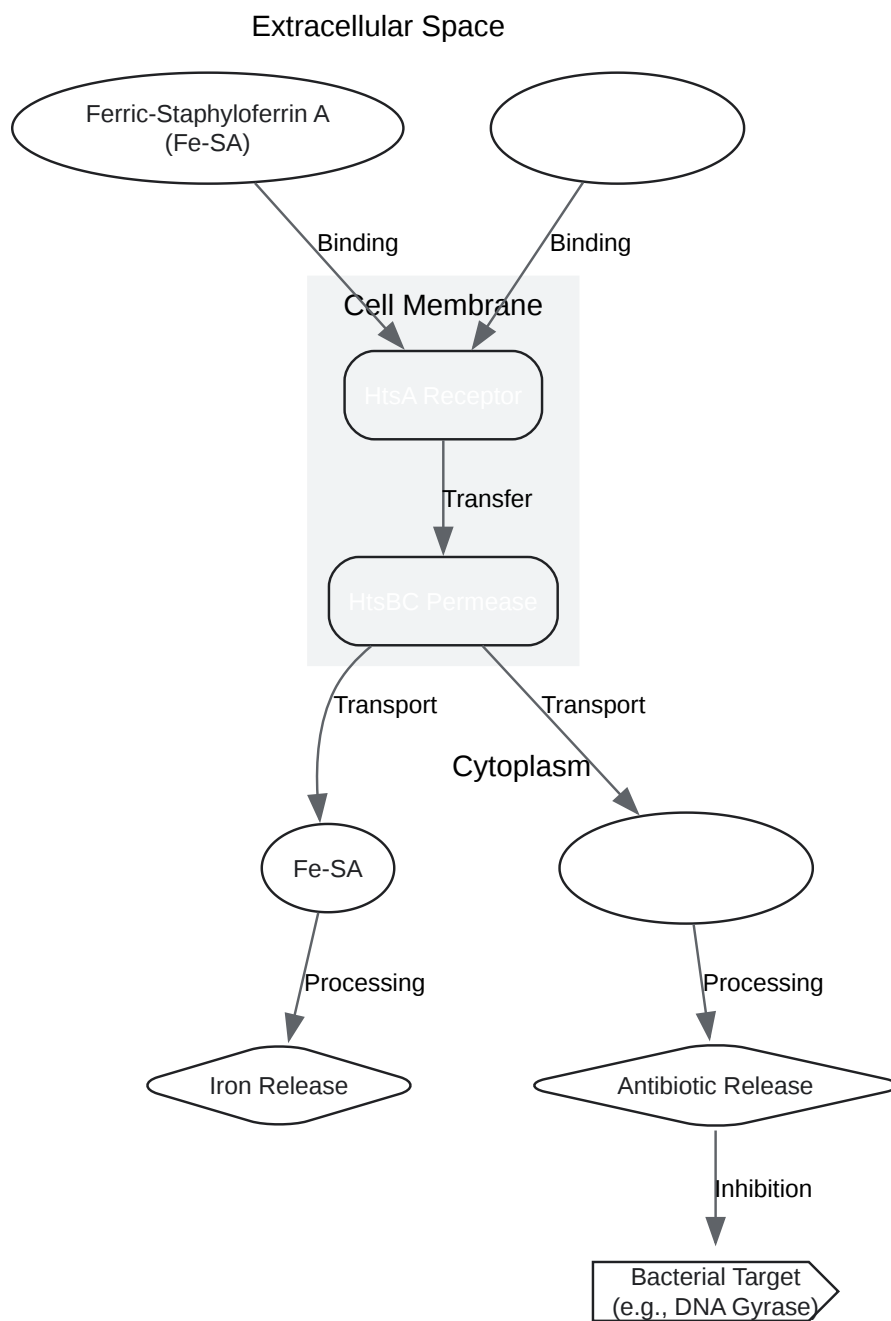 Extracellular Space
Ferric-Staphyloferrin A
(Fe-SA)
Binding
Binding
Cell Membrane
HtsA Receptor
Transfer
HtsBC Permease
Transport
Transport
Cytoplasm
Fe-SA
Processing
Processing
Iron Release
Antibiotic Release
Inhibition
Bacterial Target
(e.g., DNA Gyrase)